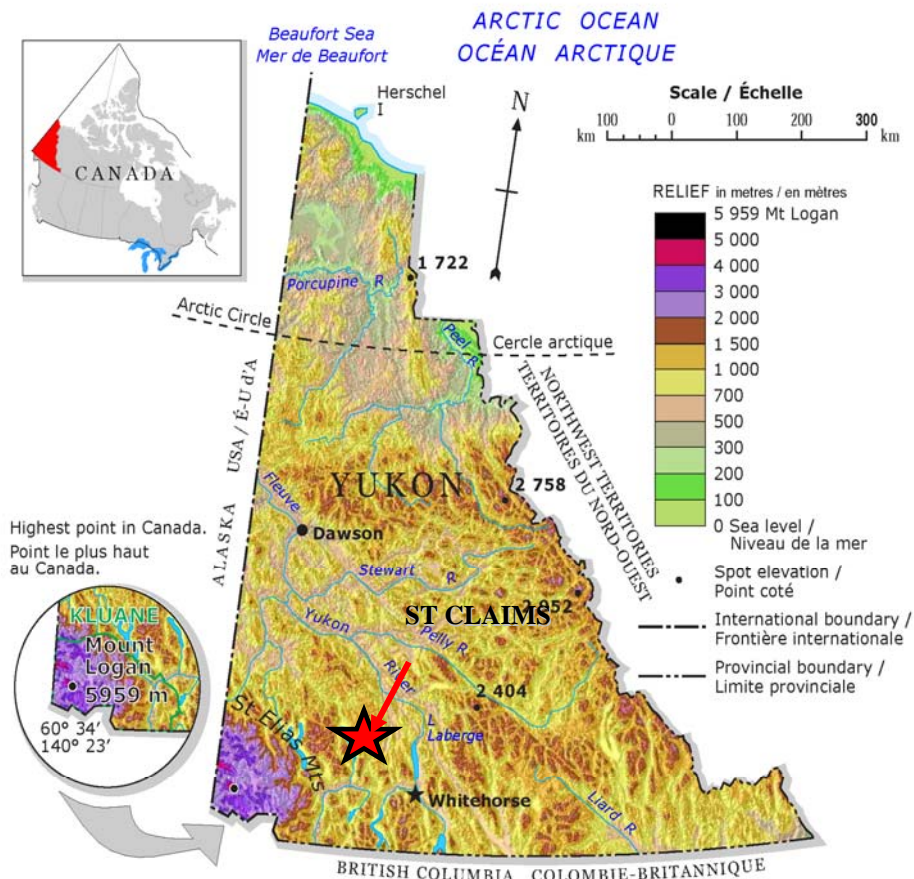 ARCTIC OCEAN
OCÉAN ARCTIQUE
Beaufort Sea
Mer de Beaufort
Herschel
I
N
CANADA
Scale / Échelle
100 0 100 200 300
km km
RELIEF in metres / en mètres
5 959 Mt Logan
5 000
4 000
3 000
2 000
1 500
1 000
700
500
300
200
100
0 Sea level /
Niveau de la mer
Spot elevation /
Point coté
International boundary /
Frontière internationale
Provincial boundary /
Limite provinciale
1 722
Porcupine R
Arctic Circle
Cercle arctique
Peel R
NORTHWEST TERRITORIES
TERRITOIRES DU NORD-OUEST
ALASKA USA / É-U d'A
YUKON
2 758
Fleuve
Dawson
Stewart R
ST CLAIMS
2 952
Yukon
River
Pelly R
2 404
L
Laberge
St Elias Mts
Whitehorse
Liard R
Highest point in Canada.
Point le plus haut
au Canada.
KLUANE
Mount
Logan
5959 m
60° 34′
140° 23′
BRITISH COLUMBIA COLOMBIE-BRITANNIQUE